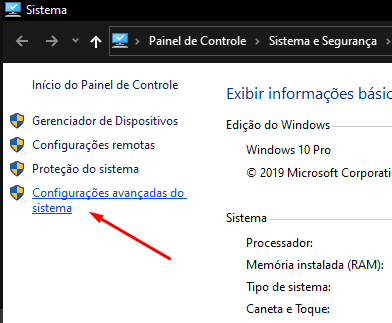 Sistema
Painel de Controle > Sistema e Segurança >
Início do Painel de Controle
Gerenciador de Dispositivos
Configurações remotas
Proteção do sistema
Configurações avançadas do
sistema
Exibir informações básic
Edição do Windows
Windows 10 Pro
© 2019 Microsoft Corporati
Sistema
Processador:
Memória instalada (RAM):
Tipo de sistema:
Caneta e Toque: